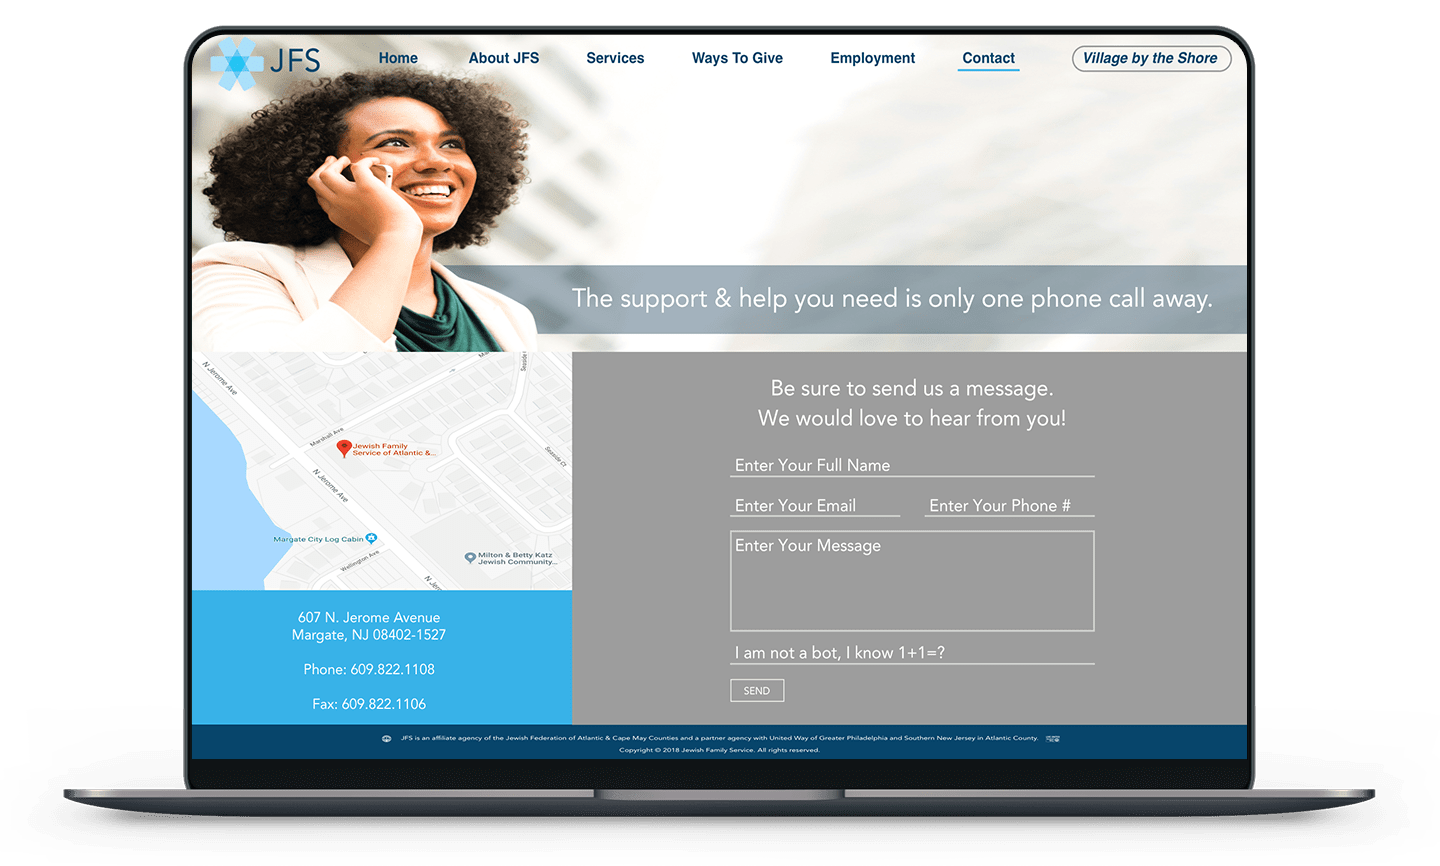 JFS
Home
About JFS
Services
Ways To Give
Employment
Contact
Village by the Shore
The support & help you need is only one phone call away.
N Jerome Ave
Marshall Ave
Seaside Ct
Jewish Family
Service of Atlantic &...
N Jerome Ave
Margate City Log Cabin
Wellington Ave
Milton & Betty Katz
Jewish Community...
Be sure to send us a message.
We would love to hear from you!
Enter Your Full Name
Enter Your Email
Enter Your Phone #
Enter Your Message
I am not a bot, I know 1+1=?
SEND
607 N. Jerome Avenue
Margate, NJ 08402-1527
Phone: 609.822.1108
Fax: 609.822.1106
JFS is an affiliate agency of the Jewish Federation of Atlantic & Cape May Counties and a partner agency with United Way of Greater Philadelphia and Southern New Jersey in Atlantic County.
Copyright © 2018 Jewish Family Service. All rights reserved.